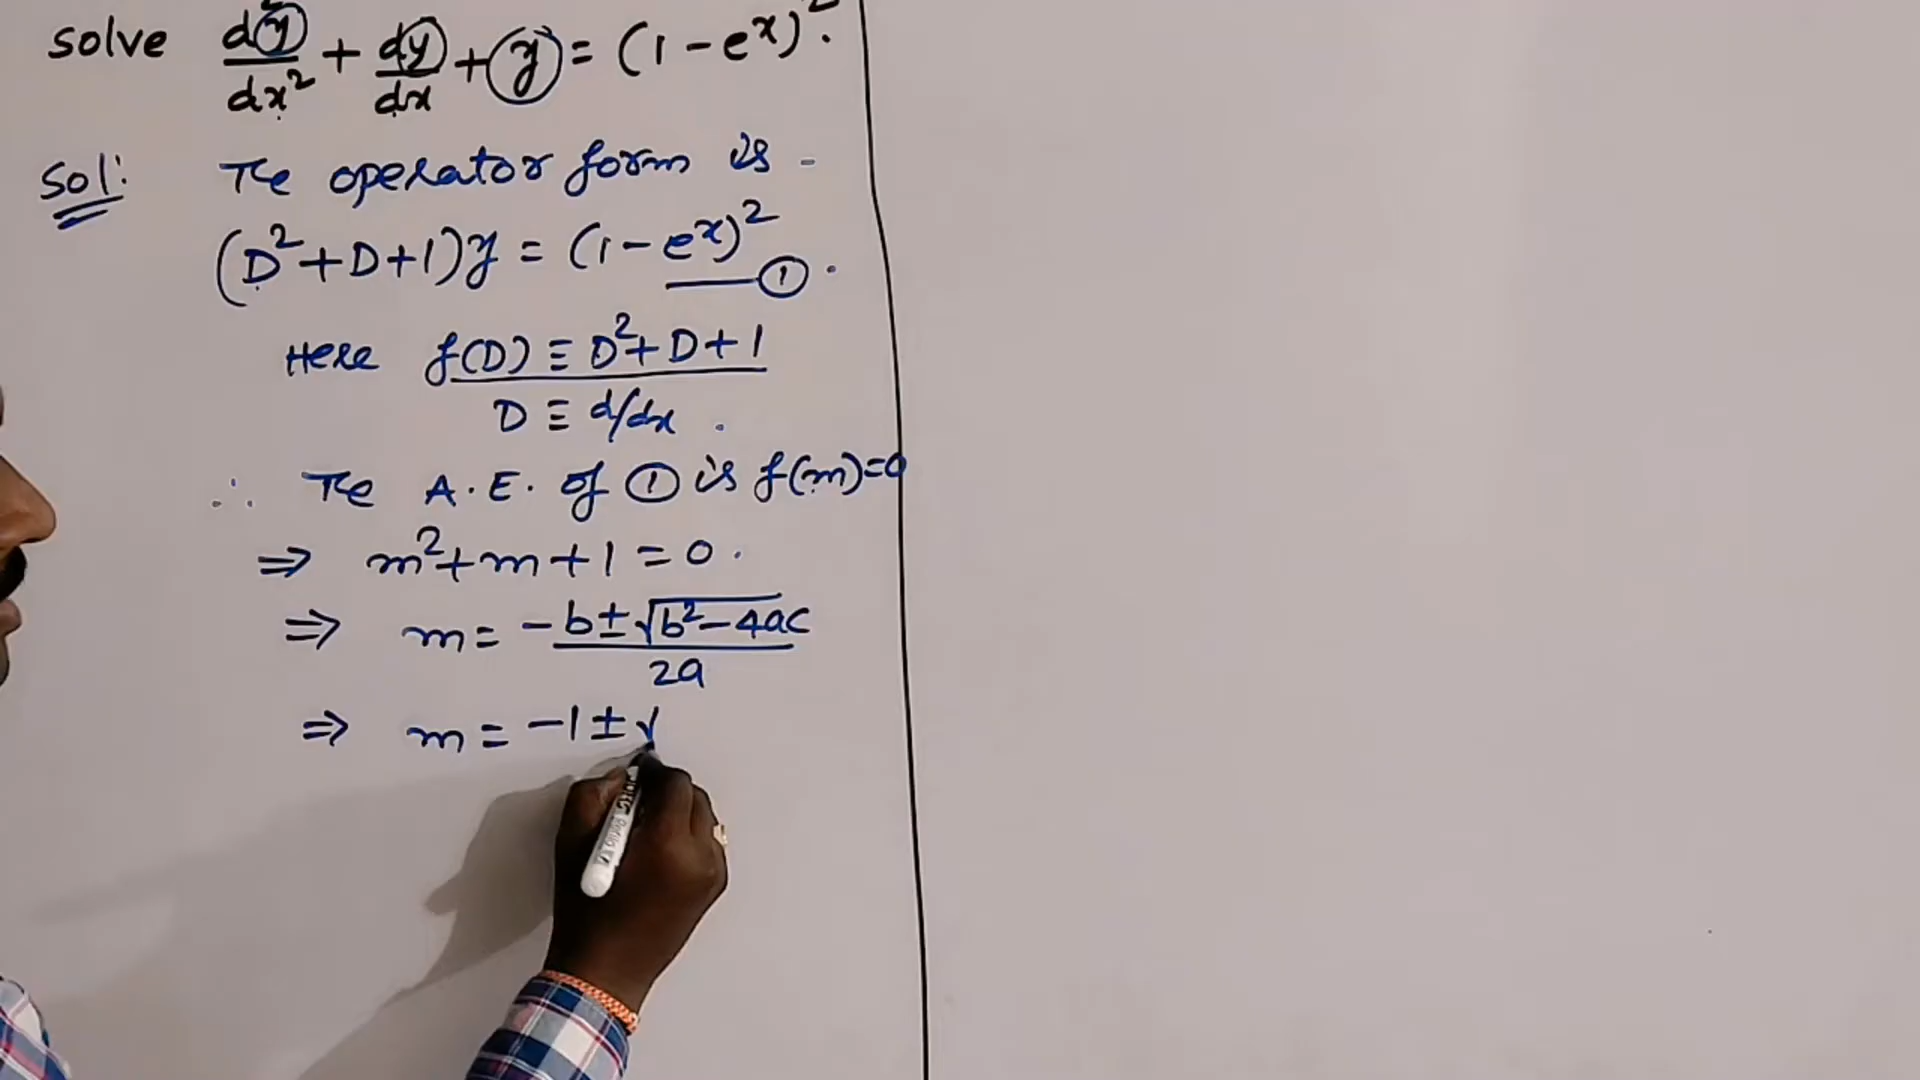 solve d²y/dx² + dy/dx + y = (1 - eˣ)².
Sol: The operator form is -
(D² + D + 1)y = (1 - eˣ)² ——— ①.
Here f(D) ≡ D² + D + 1
D ≡ d/dx.
∴ The A.E. of ① is f(m)=0
⇒ m² + m + 1 = 0.
⇒ m = -b ± √b² - 4ac / 2a
⇒ m = -1 ± √